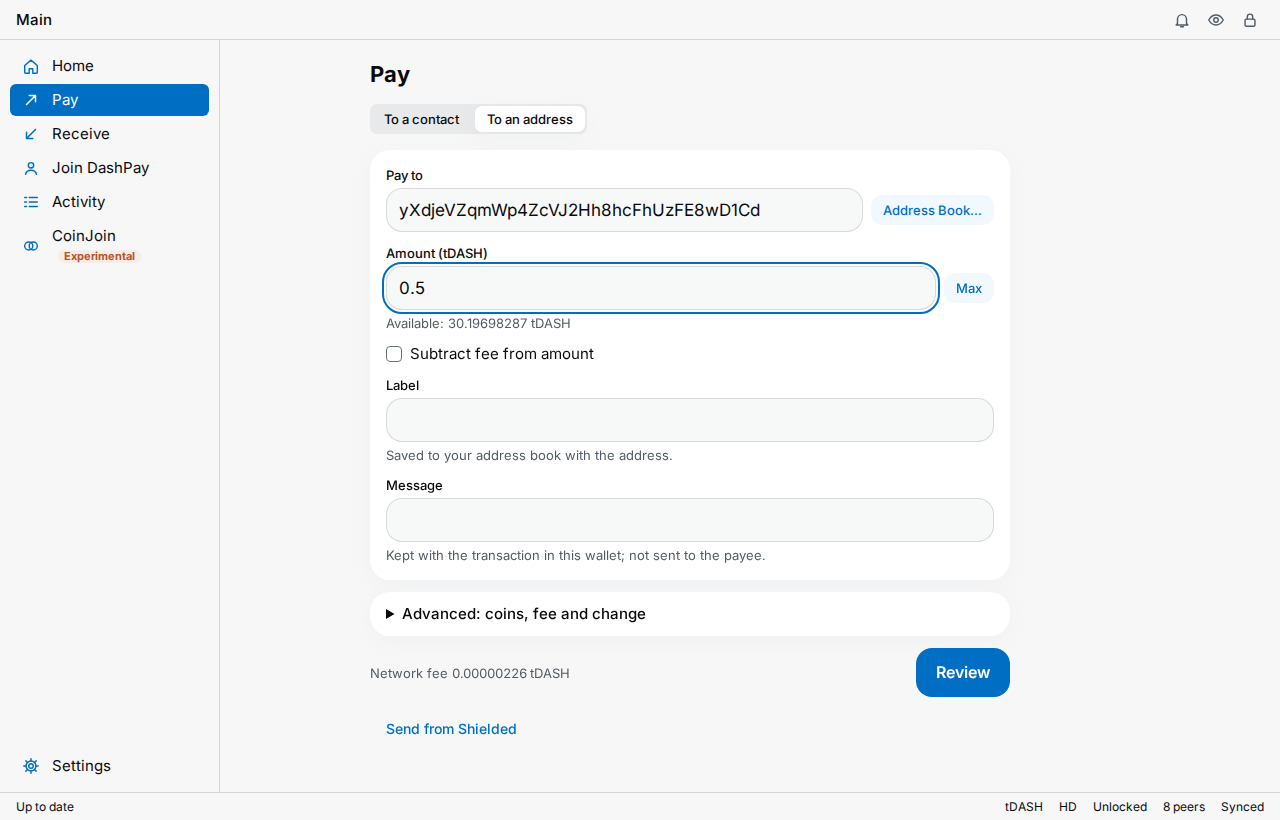 Main
Home
Pay
Receive
Join DashPay
Activity
CoinJoin
Experimental
Settings
Pay
To a contact
To an address
Pay to
yXdjeVZqmWp4ZcVJ2Hh8hcFhUzFE8wD1Cd
Address Book...
Amount (tDASH)
0.5
Max
Available: 30.19698287 tDASH
Subtract fee from amount
Label
Saved to your address book with the address.
Message
Kept with the transaction in this wallet; not sent to the payee.
Advanced: coins, fee and change
Network fee 0.00000226 tDASH
Review
Send from Shielded
Up to date
tDASH
HD
Unlocked
8 peers
Synced